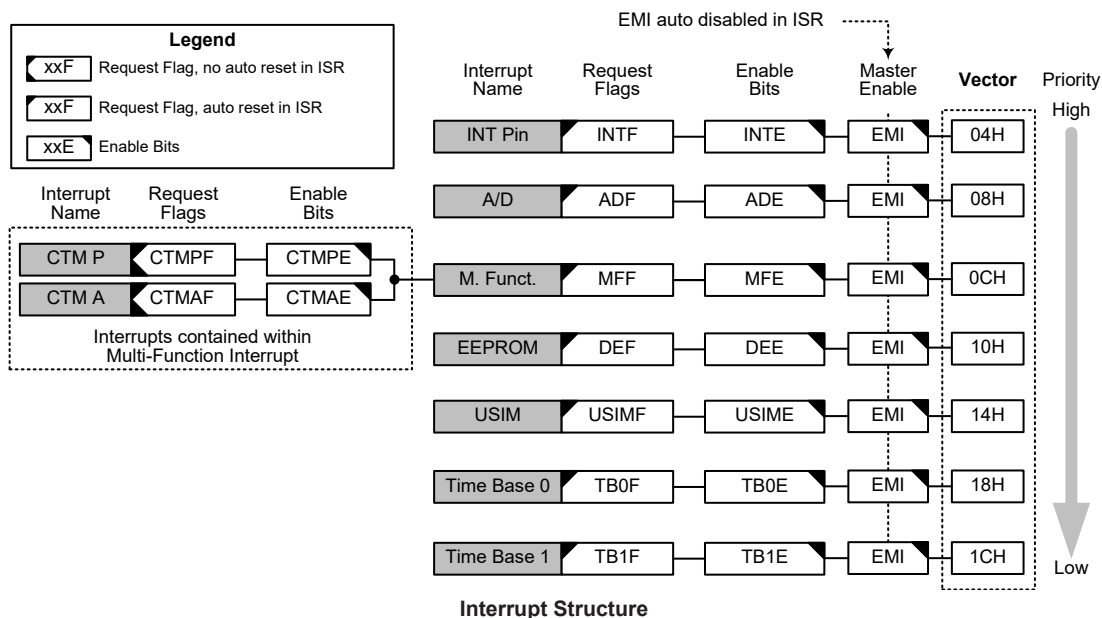 EMI auto disabled in ISR
Legend
xxF Request Flag, no auto reset in ISR
xxF Request Flag, auto reset in ISR
xxE Enable Bits
Interrupt Name
Request Flags
Enable Bits
Master Enable
Vector
Priority
High
INT Pin INTF INTE EMI 04H
A/D ADF ADE EMI 08H
Interrupt Name
Request Flags
Enable Bits
CTM P CTMPF CTMPE
CTM A CTMAF CTMAE
Interrupts contained within
Multi-Function Interrupt
M. Funct. MFF MFE EMI 0CH
EEPROM DEF DEE EMI 10H
USIM USIMF USIME EMI 14H
Time Base 0 TB0F TB0E EMI 18H
Time Base 1 TB1F TB1E EMI 1CH
Low
Interrupt Structure